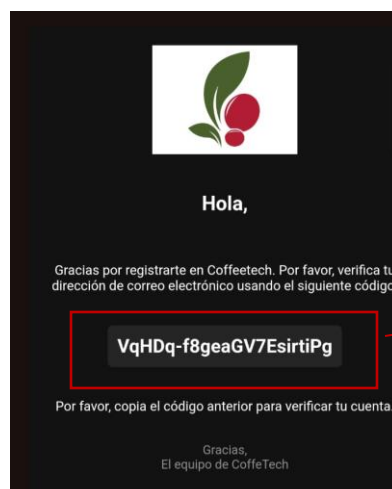 Hola,
Gracias por registrarte en Coffeetech. Por favor, verifica tu
dirección de correo electrónico usando el siguiente código
VqHDq-f8geaGV7EsirtiPg
Por favor, copia el código anterior para verificar tu cuenta.
Gracias,
El equipo de CoffeTech